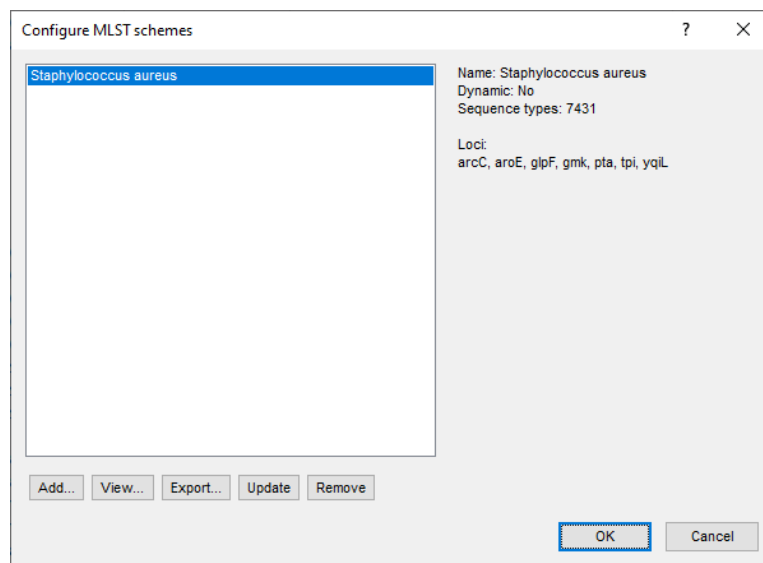 Configure MLST schemes
?
Staphylococcus aureus
Name: Staphylococcus aureus
Dynamic: No
Sequence types: 7431
Loci:
arcC, aroE, glpF, gmk, pta, tpi, yqiL
Add... View... Export... Update Remove
OK Cancel